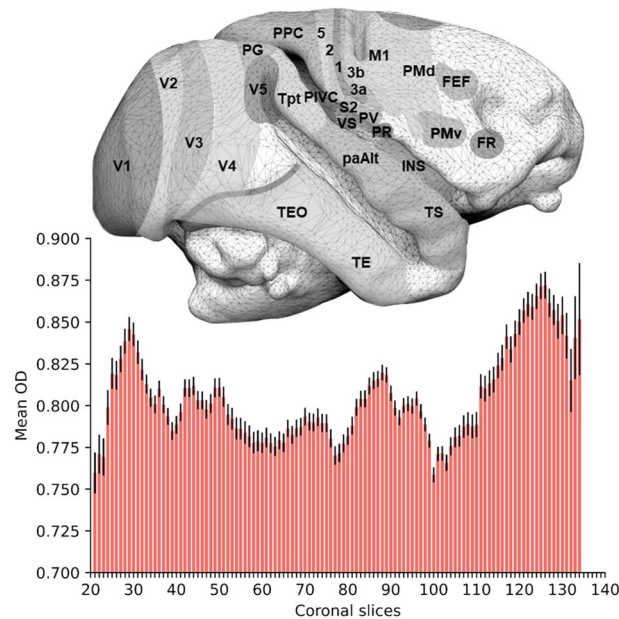 PPC 5
PG 2 M1
V2 1 3b PMd FEF
V5 Tpt PIVC 3a
S2 PV
VS PR PMv FR
V3
V1 V4 paAlt INS
TEO TS
TE
0.900
0.875
0.850
0.825
0.800
0.775
0.750
0.725
0.700
Mean OD
20 30 40 50 60 70 80 90 100 110 120 130 140
Coronal slices